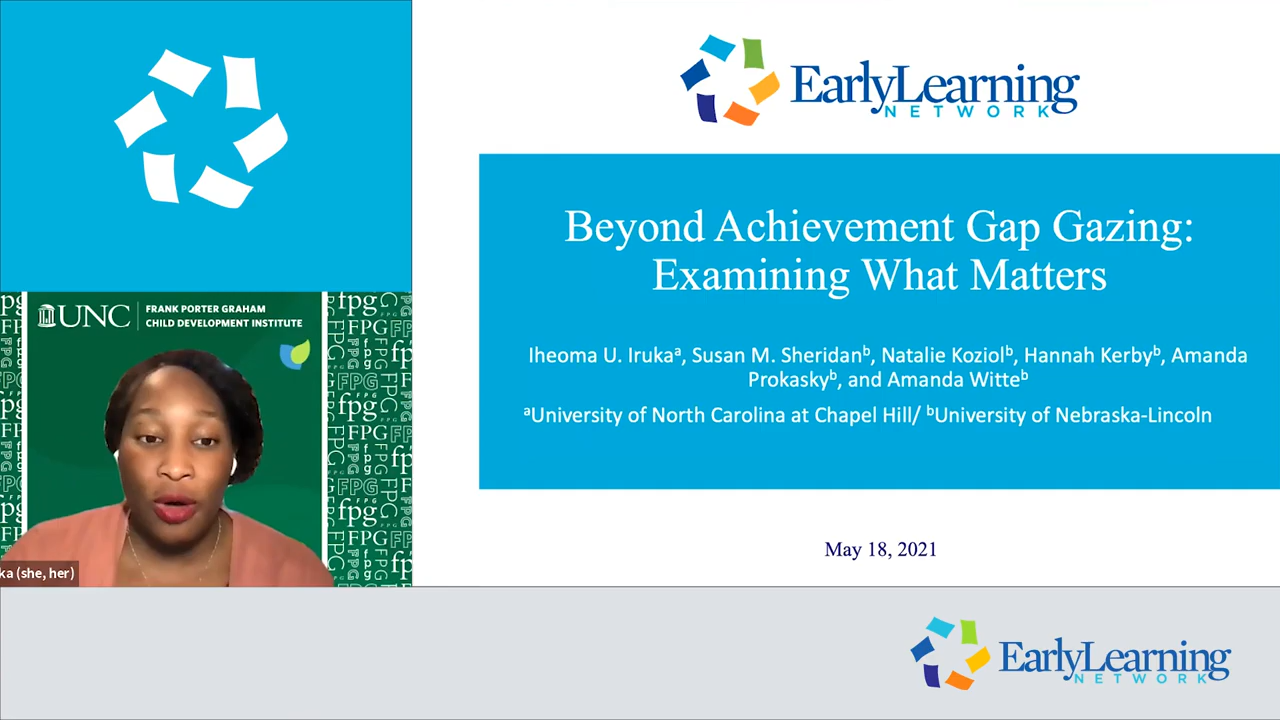 EarlyLearning
NETWORK
Beyond Achievement Gap Gazing:
Examining What Matters
Iheoma U. Irukaᵃ, Susan M. Sheridanᵇ, Natalie Koziolᵇ, Hannah Kerbyᵇ, Amanda
Prokaskyᵇ, and Amanda Witteᵇ
ᵃUniversity of North Carolina at Chapel Hill/ ᵇUniversity of Nebraska-Lincoln
May 18, 2021
UNC
FRANK PORTER GRAHAM
CHILD DEVELOPMENT INSTITUTE
fpg
FPG
ka (she, her)
EarlyLearning
NETWORK